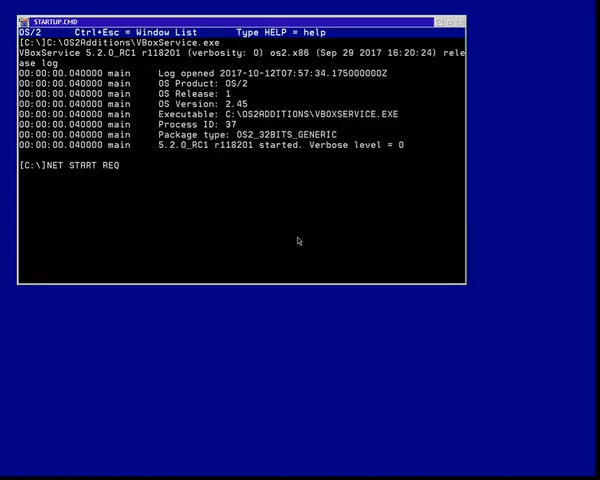 STARTUP.CMD
OS/2     Ctrl+Esc = Window List      Type HELP = help
[C:\]C:\OS2Additions\VBoxService.exe
VBoxService 5.2.0_RC1 r118201 (verbosity: 0) os2.x86 (Sep 29 2017 16:20:24) rele
ase log
00:00:00.040000 main     Log opened 2017-10-12T07:57:34.175000000Z
00:00:00.040000 main     OS Product: OS/2
00:00:00.040000 main     OS Release: 1
00:00:00.040000 main     OS Version: 2.45
00:00:00.040000 main     Executable: C:\OS2ADDITIONS\VBOXSERVICE.EXE
00:00:00.040000 main     Process ID: 37
00:00:00.040000 main     Package type: OS2_32BITS_GENERIC
00:00:00.040000 main     5.2.0_RC1 r118201 started. Verbose level = 0
[C:\]NET START REQ